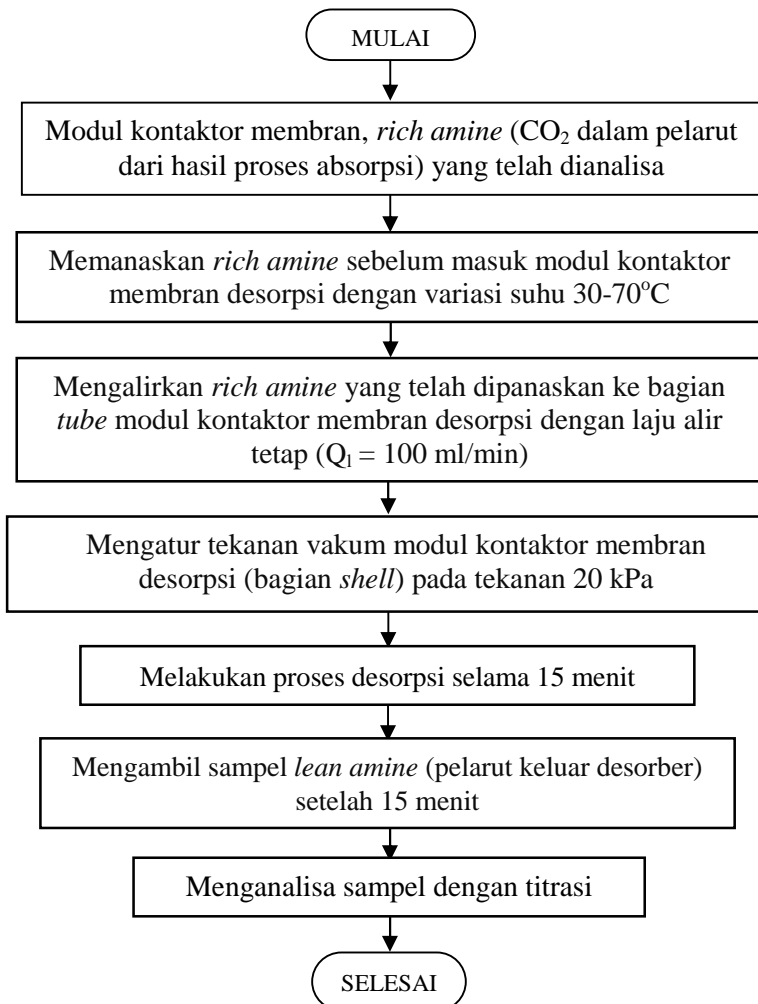 MULAI
Modul kontaktor membran, rich amine (CO₂ dalam pelarut
dari hasil proses absorpsi) yang telah dianalisa
Memanaskan rich amine sebelum masuk modul kontaktor
membran desorpsi dengan variasi suhu 30-70°C
Mengalirkan rich amine yang telah dipanaskan ke bagian
tube modul kontaktor membran desorpsi dengan laju alir
tetap (Qₗ = 100 ml/min)
Mengatur tekanan vakum modul kontaktor membran
desorpsi (bagian shell) pada tekanan 20 kPa
Melakukan proses desorpsi selama 15 menit
Mengambil sampel lean amine (pelarut keluar desorber)
setelah 15 menit
Menganalisa sampel dengan titrasi
SELESAI